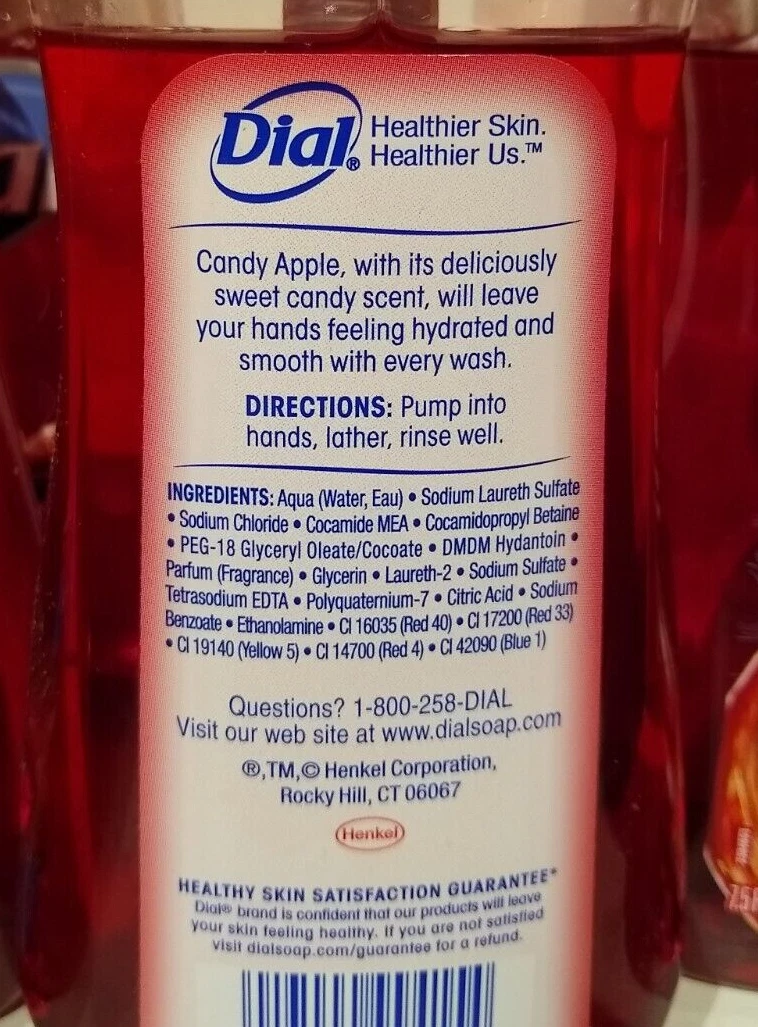 Dial® Healthier Skin.
Healthier Us.™
Candy Apple, with its deliciously
sweet candy scent, will leave
your hands feeling hydrated and
smooth with every wash.
DIRECTIONS: Pump into
hands, lather, rinse well.
INGREDIENTS: Aqua (Water, Eau) • Sodium Laureth Sulfate
• Sodium Chloride • Cocamide MEA • Cocamidopropyl Betaine
• PEG-18 Glyceryl Oleate/Cocoate • DMDM Hydantoin •
Parfum (Fragrance) • Glycerin • Laureth-2 • Sodium Sulfate •
Tetrasodium EDTA • Polyquaternium-7 • Citric Acid • Sodium
Benzoate • Ethanolamine • CI 16035 (Red 40) • CI 17200 (Red 33)
• CI 19140 (Yellow 5) • CI 14700 (Red 4) • CI 42090 (Blue 1)
Questions? 1-800-258-DIAL
Visit our web site at www.dialsoap.com
®,TM,© Henkel Corporation,
Rocky Hill, CT 06067
Henkel
HEALTHY SKIN SATISFACTION GUARANTEE*
Dial® brand is confident that our products will leave
your skin feeling healthy. If you are not satisfied
visit dialsoap.com/guarantee for a refund.